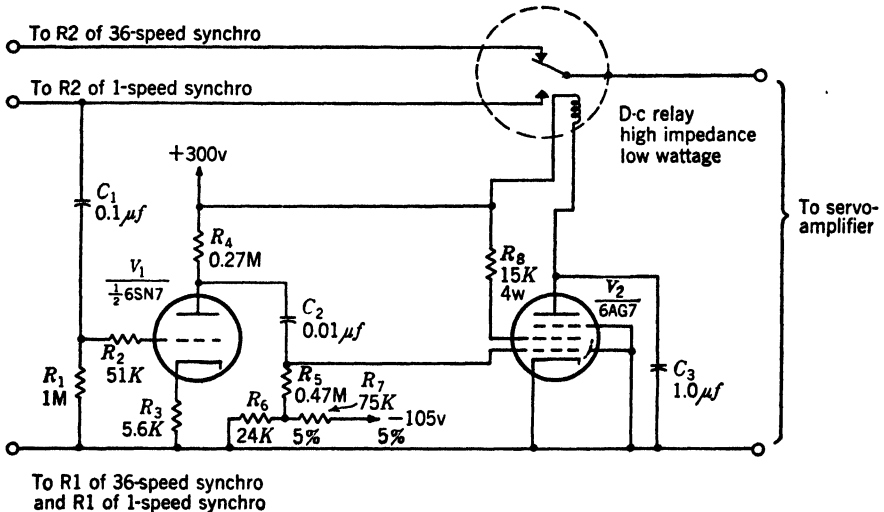 To R2 of 36-speed synchro
To R2 of 1-speed synchro
D-c relay
high impedance
low wattage
+300v
To servo-
amplifier
C1
0.1μf
R4
0.27M
R8
15K
4w
V1
½6SN7
V2
6AG7
C2
0.01μf
R2
51K
R1
1M
R3
5.6K
R5
0.47M
R7
75K
R6
24K
5%
−105v
5%
C3
1.0μf
To R1 of 36-speed synchro
and R1 of 1-speed synchro